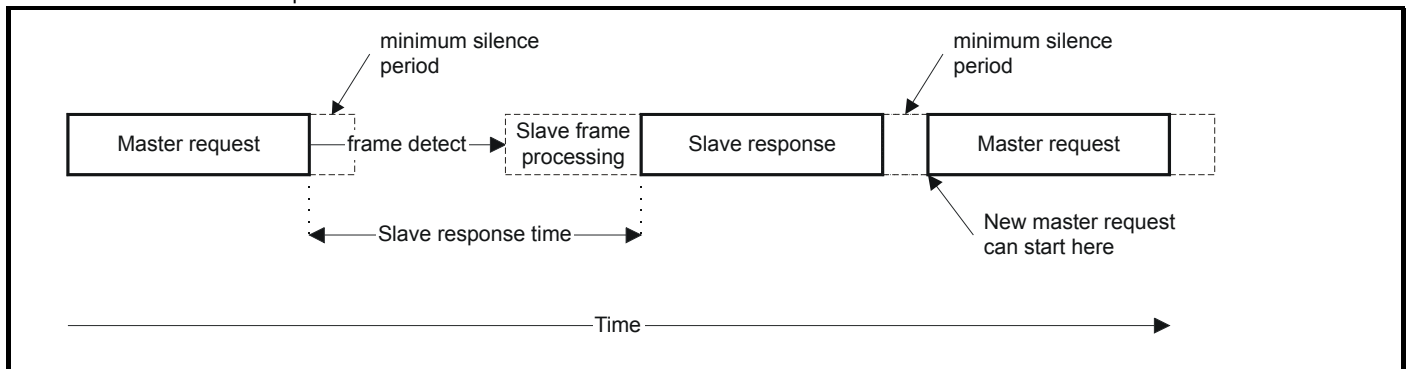 minimum silence
period
minimum silence
period
Master request
frame detect
Slave frame
processing
Slave response
Master request
Slave response time
New master request
can start here
Time